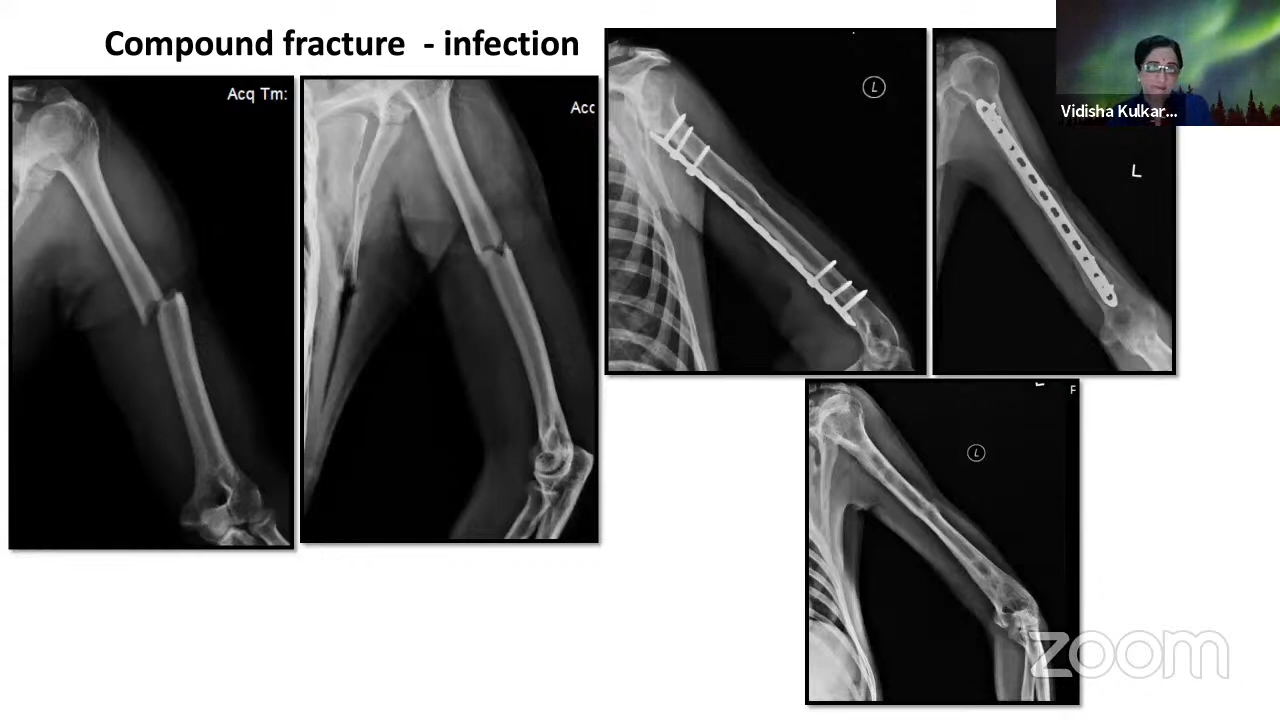 Compound fracture - infection
Acq Tm:
Acc
L
L
Vidisha Kulkar...
F
L
zoom